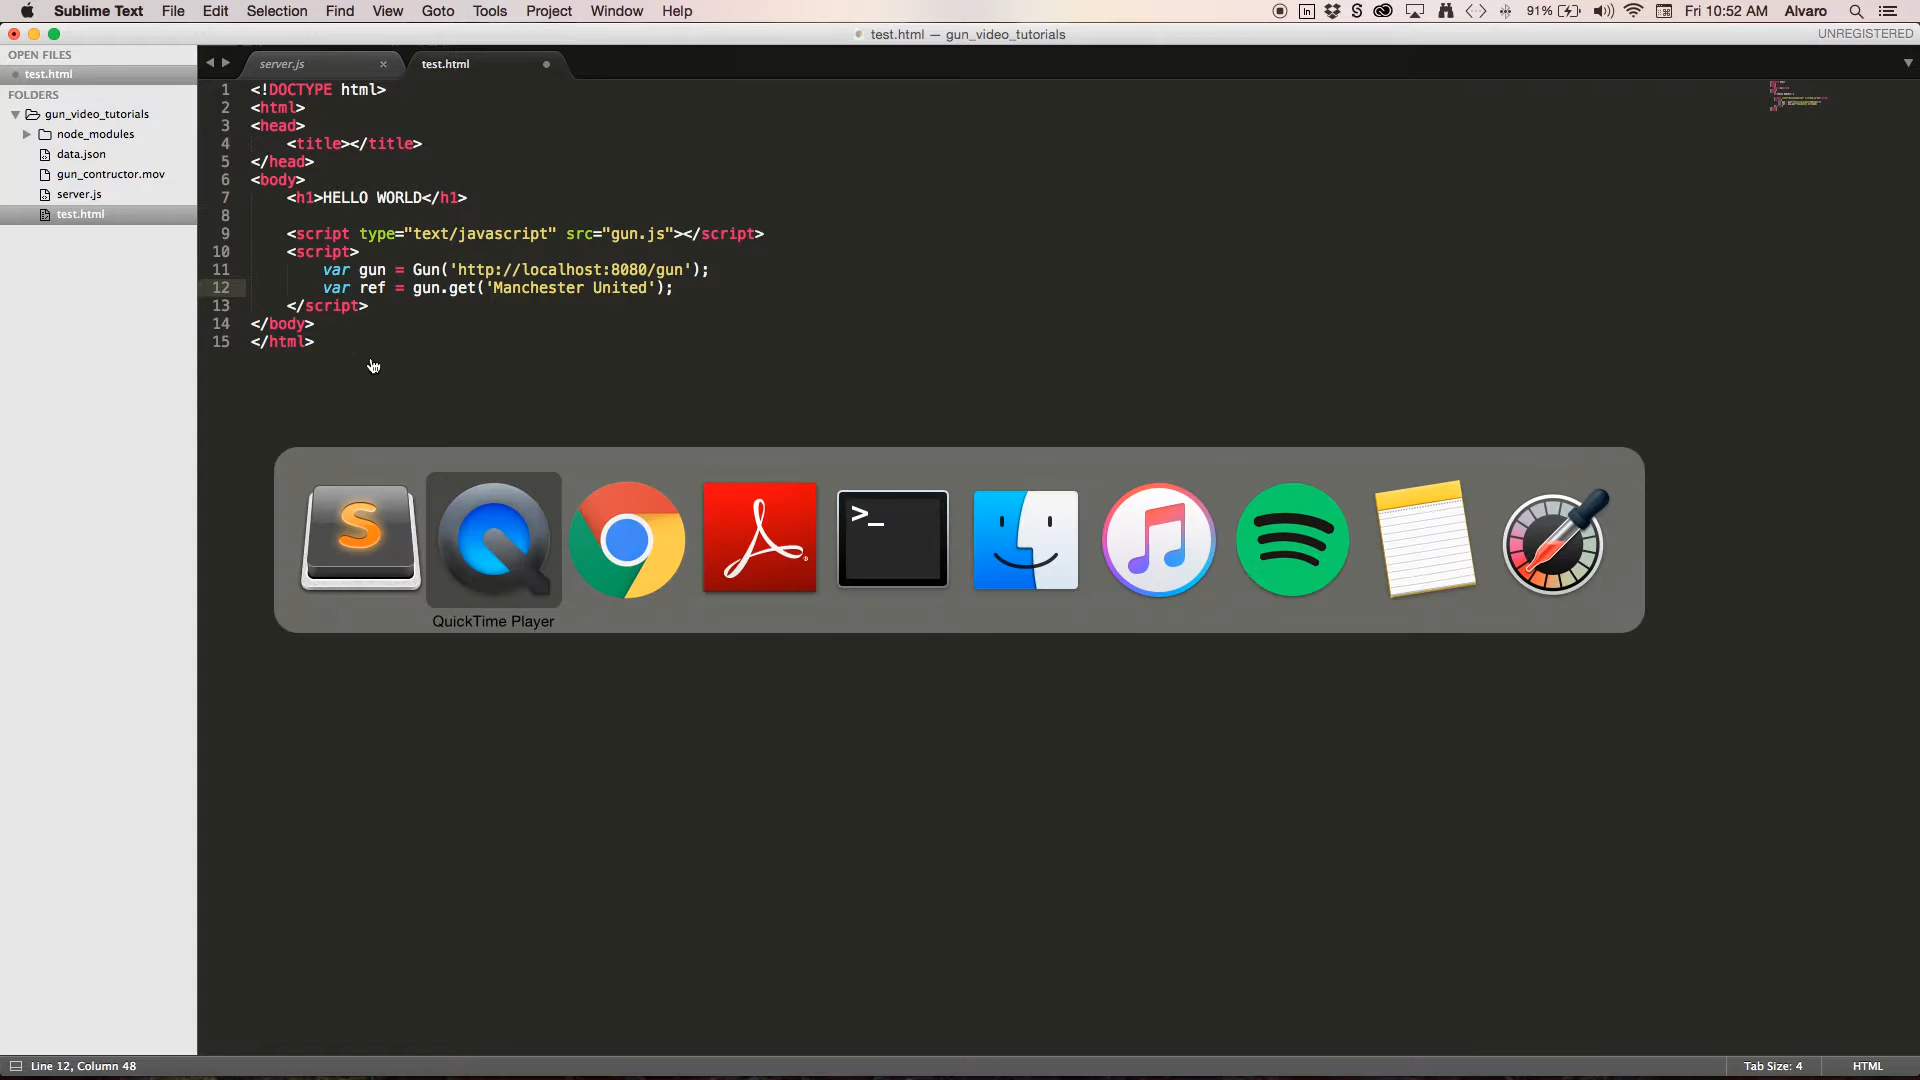 Sublime Text File Edit Selection Find View Goto Tools Project Window Help S 91% Fri 10:52 AM Alvaro
test.html — gun_video_tutorials UNREGISTERED
OPEN FILES
test.html
FOLDERS
gun_video_tutorials
node_modules
data.json
gun_contructor.mov
server.js
test.html
server.js × test.html
1 <!DOCTYPE html>
2 <html>
3 <head>
4 <title></title>
5 </head>
6 <body>
7 <h1>HELLO WORLD</h1>
8
9 <script type="text/javascript" src="gun.js"></script>
10 <script>
11 var gun = Gun('http://localhost:8080/gun');
12 var ref = gun.get('Manchester United');
13 </script>
14 </body>
15 </html>
S
>_
QuickTime Player
Line 12, Column 48 Tab Size: 4 HTML